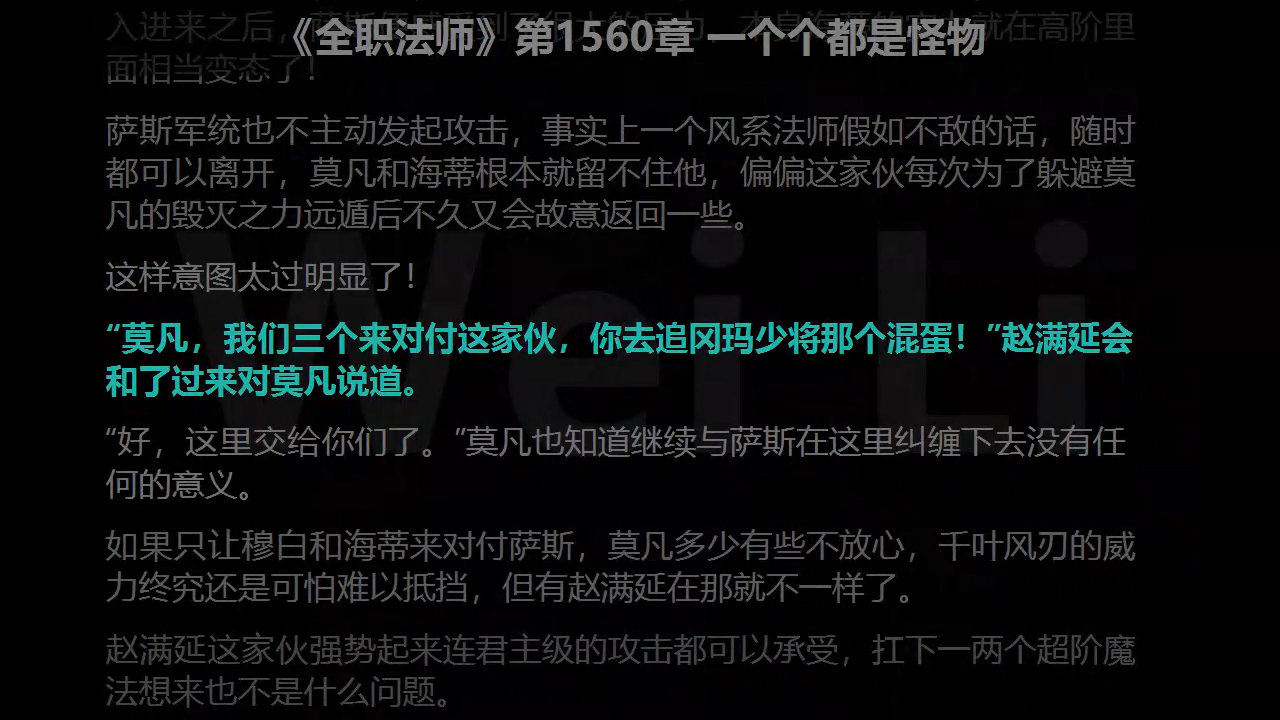 《全职法师》第1560章 一个个都是怪物
入进来之后，
就在高阶里
面相当变态了！
萨斯军统也不主动发起攻击，事实上一个风系法师假如不敌的话，随时
都可以离开，莫凡和海蒂根本就留不住他，偏偏这家伙每次为了躲避莫
凡的毁灭之力远遁后不久又会故意返回一些。
这样意图太过明显了！
“莫凡，我们三个来对付这家伙，你去追冈玛少将那个混蛋！”赵满延会
和了过来对莫凡说道。
“好，这里交给你们了。“莫凡也知道继续与萨斯在这里纠缠下去没有任
何的意义。
如果只让穆白和海蒂来对付萨斯，莫凡多少有些不放心，千叶风刃的威
力终究还是可怕难以抵挡，但有赵满延在那就不一样了。
赵满延这家伙强势起来连君主级的攻击都可以承受，扛下一两个超阶魔
法想来也不是什么问题。
Wei Li